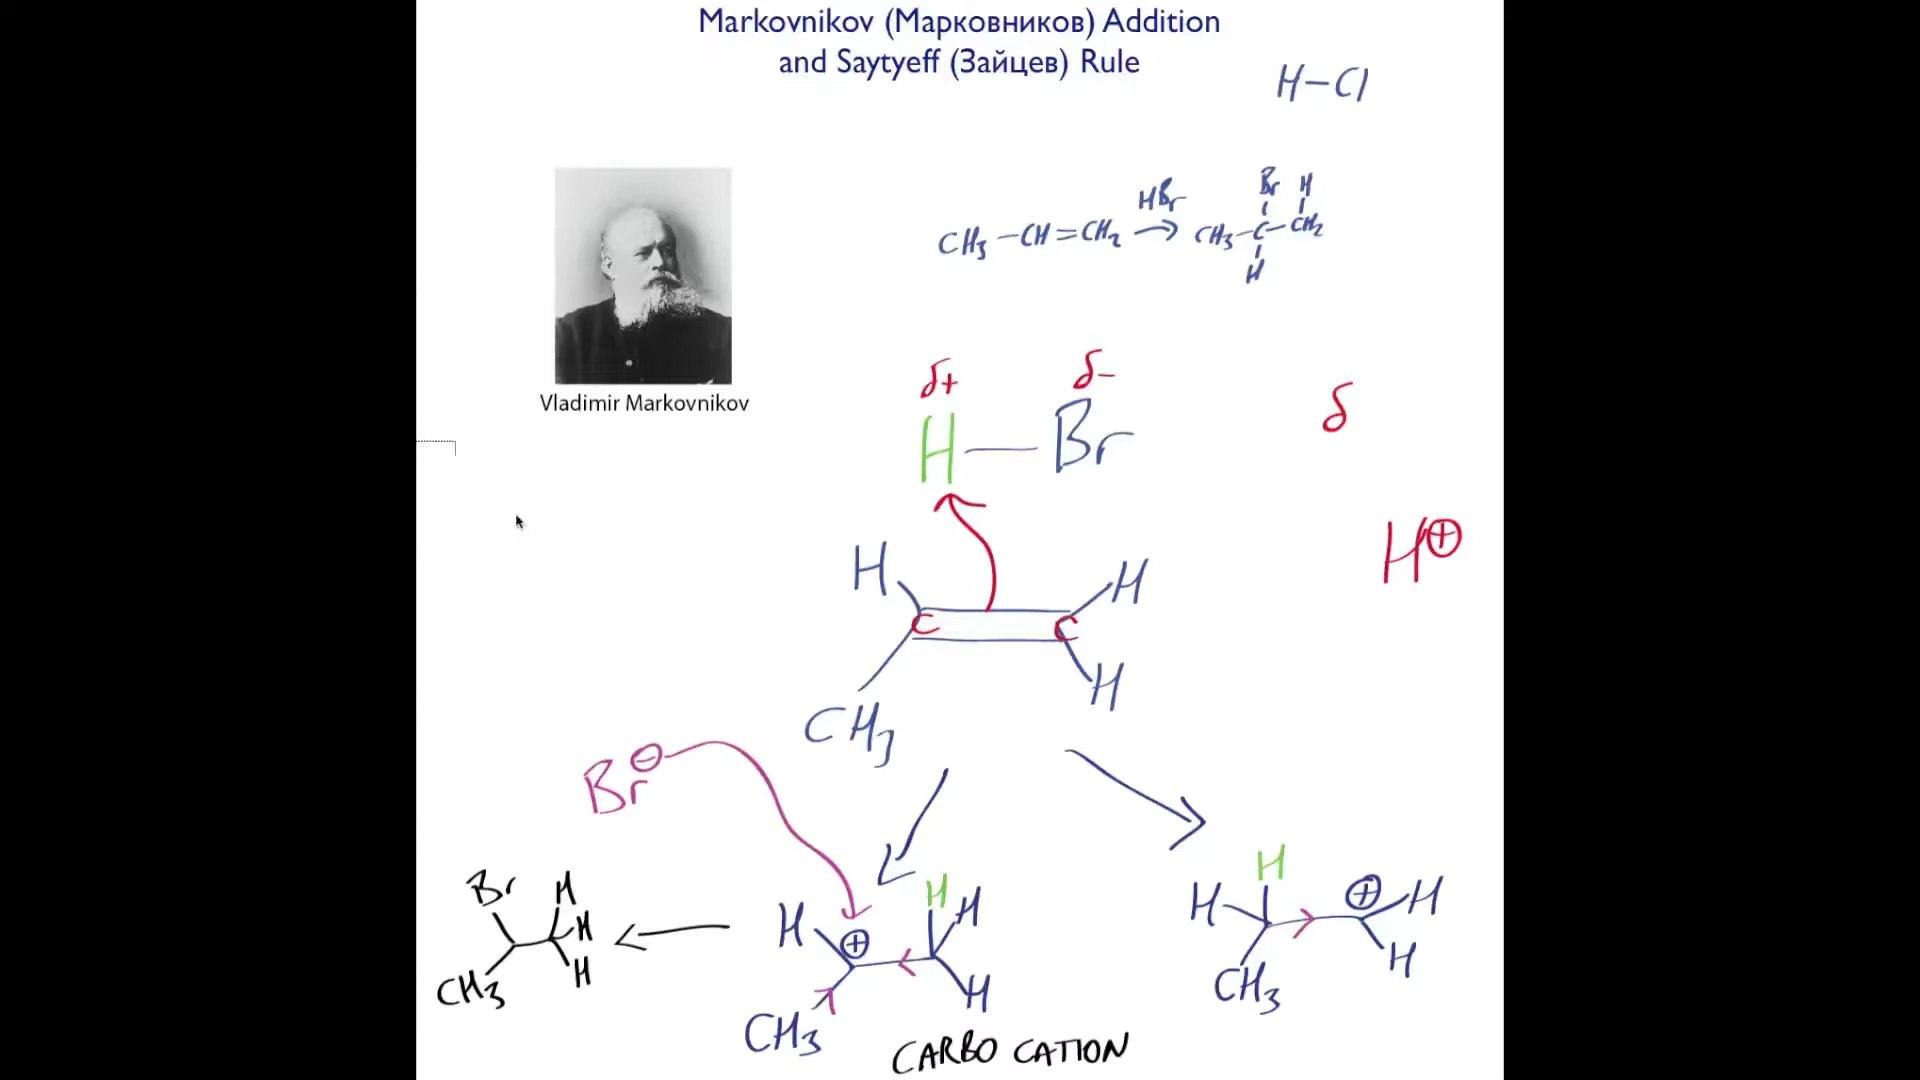 Markovnikov (Марковников) Addition
and Saytyeff (Зайцев) Rule
H-Cl
HBr
Br H
CH3-CH=CH2 → CH3-C-CH2
H
Vladimir Markovnikov
δ+ δ-
H-Br
δ
H⊕
H H
C C
H
CH3
Br⊖
H
H ⊕ H
H
CH3
Br H
H
H
CH3
H
H ⊕ H
H
CH3
CARBO CATION